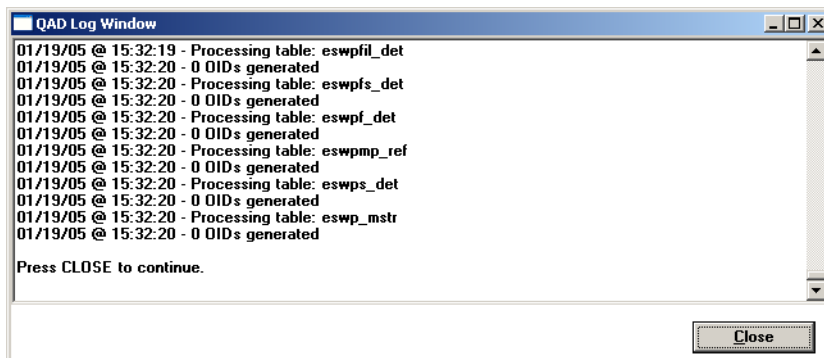 QAD Log Window
01/19/05 @ 15:32:19 - Processing table: eswpfil_det
01/19/05 @ 15:32:20 - 0 OIDs generated
01/19/05 @ 15:32:20 - Processing table: eswpfs_det
01/19/05 @ 15:32:20 - 0 OIDs generated
01/19/05 @ 15:32:20 - Processing table: eswpf_det
01/19/05 @ 15:32:20 - 0 OIDs generated
01/19/05 @ 15:32:20 - Processing table: eswpmp_ref
01/19/05 @ 15:32:20 - 0 OIDs generated
01/19/05 @ 15:32:20 - Processing table: eswps_det
01/19/05 @ 15:32:20 - 0 OIDs generated
01/19/05 @ 15:32:20 - Processing table: eswp_mstr
01/19/05 @ 15:32:20 - 0 OIDs generated
Press CLOSE to continue.
Close